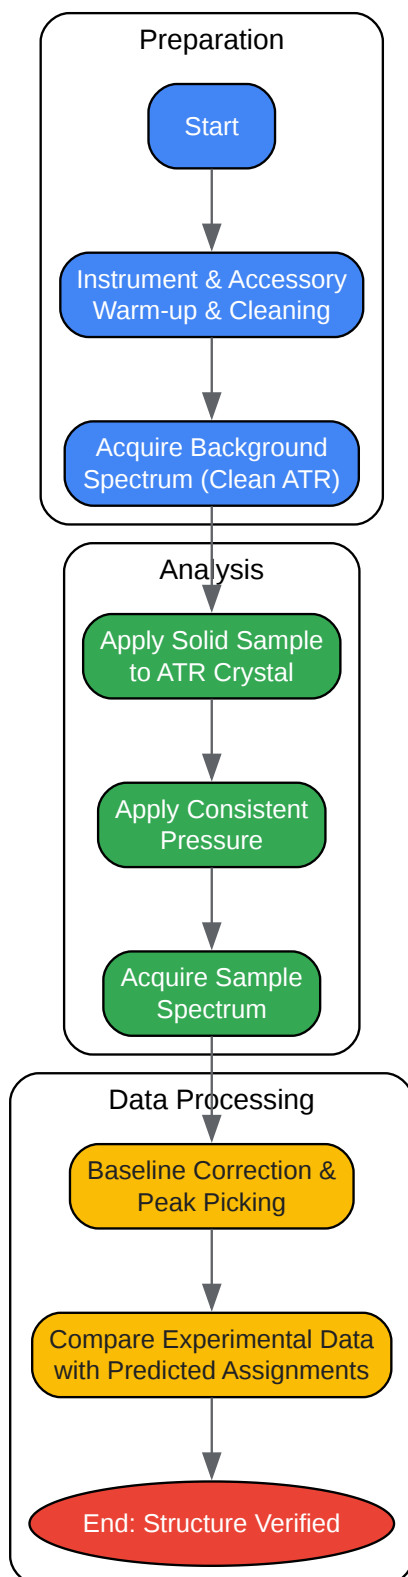 Preparation
Start
Instrument & Accessory
Warm-up & Cleaning
Acquire Background
Spectrum (Clean ATR)
Analysis
Apply Solid Sample
to ATR Crystal
Apply Consistent
Pressure
Acquire Sample
Spectrum
Data Processing
Baseline Correction &
Peak Picking
Compare Experimental Data
with Predicted Assignments
End: Structure Verified